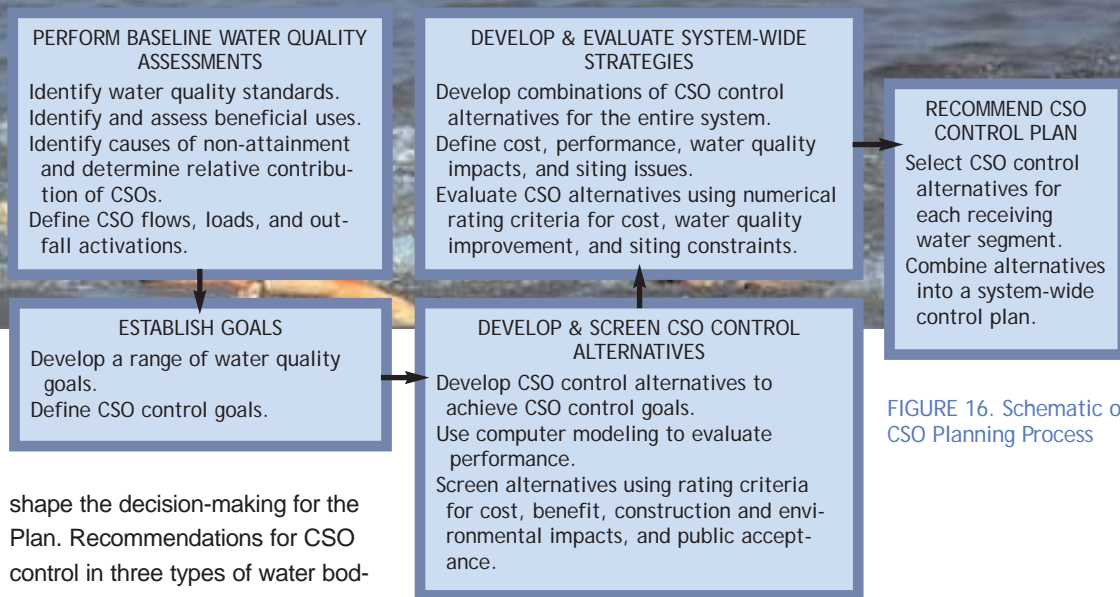 PERFORM BASELINE WATER QUALITY
ASSESSMENTS
Identify water quality standards.
Identify and assess beneficial uses.
Identify causes of non-attainment
and determine relative contribu-
tion of CSOs.
Define CSO flows, loads, and out-
fall activations.
ESTABLISH GOALS
Develop a range of water quality
goals.
Define CSO control goals.
DEVELOP & SCREEN CSO CONTROL
ALTERNATIVES
Develop CSO control alternatives to
achieve CSO control goals.
Use computer modeling to evaluate
performance.
Screen alternatives using rating criteria
for cost, benefit, construction and envi-
ronmental impacts, and public accept-
ance.
DEVELOP & EVALUATE SYSTEM-WIDE
STRATEGIES
Develop combinations of CSO control
alternatives for the entire system.
Define cost, performance, water quality
impacts, and siting issues.
Evaluate CSO alternatives using numerical
rating criteria for cost, water quality
improvement, and siting constraints.
RECOMMEND CSO
CONTROL PLAN
Select CSO control
alternatives for
each receiving
water segment.
Combine alternatives
into a system-wide
control plan.
FIGURE 16. Schematic o
CSO Planning Process
shape the decision-making for the
Plan. Recommendations for CSO
control in three types of water bod-